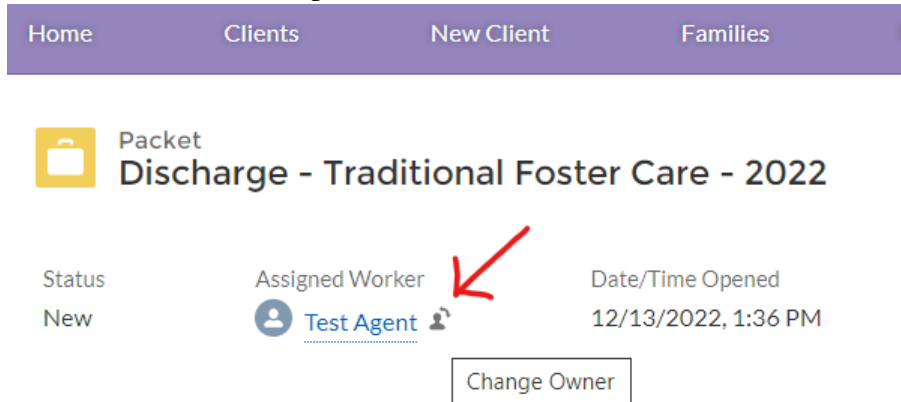 Home Clients New Client Families
Packet
Discharge - Traditional Foster Care - 2022
Status Assigned Worker Date/Time Opened
New Test Agent 12/13/2022, 1:36 PM
Change Owner